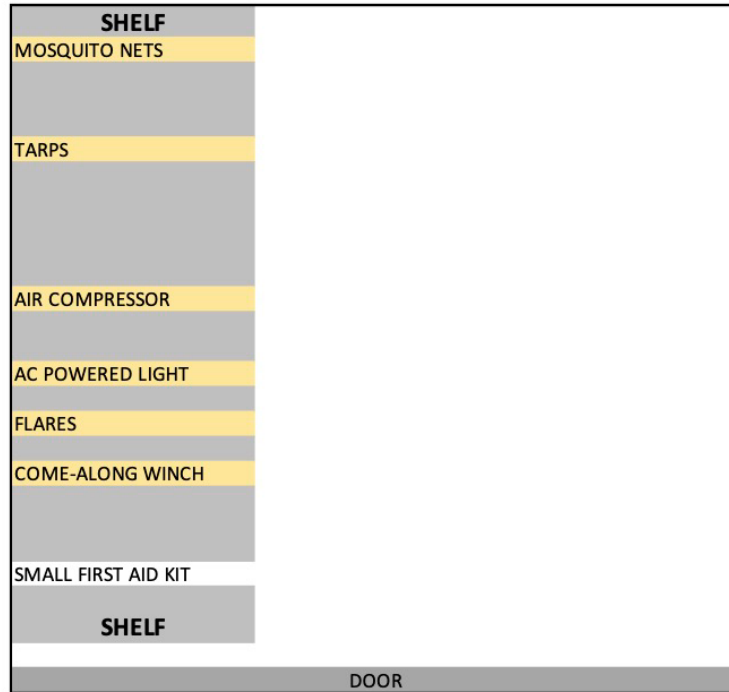 SHELF
MOSQUITO NETS
TARPS
AIR COMPRESSOR
AC POWERED LIGHT
FLARES
COME-ALONG WINCH
SMALL FIRST AID KIT
SHELF
DOOR